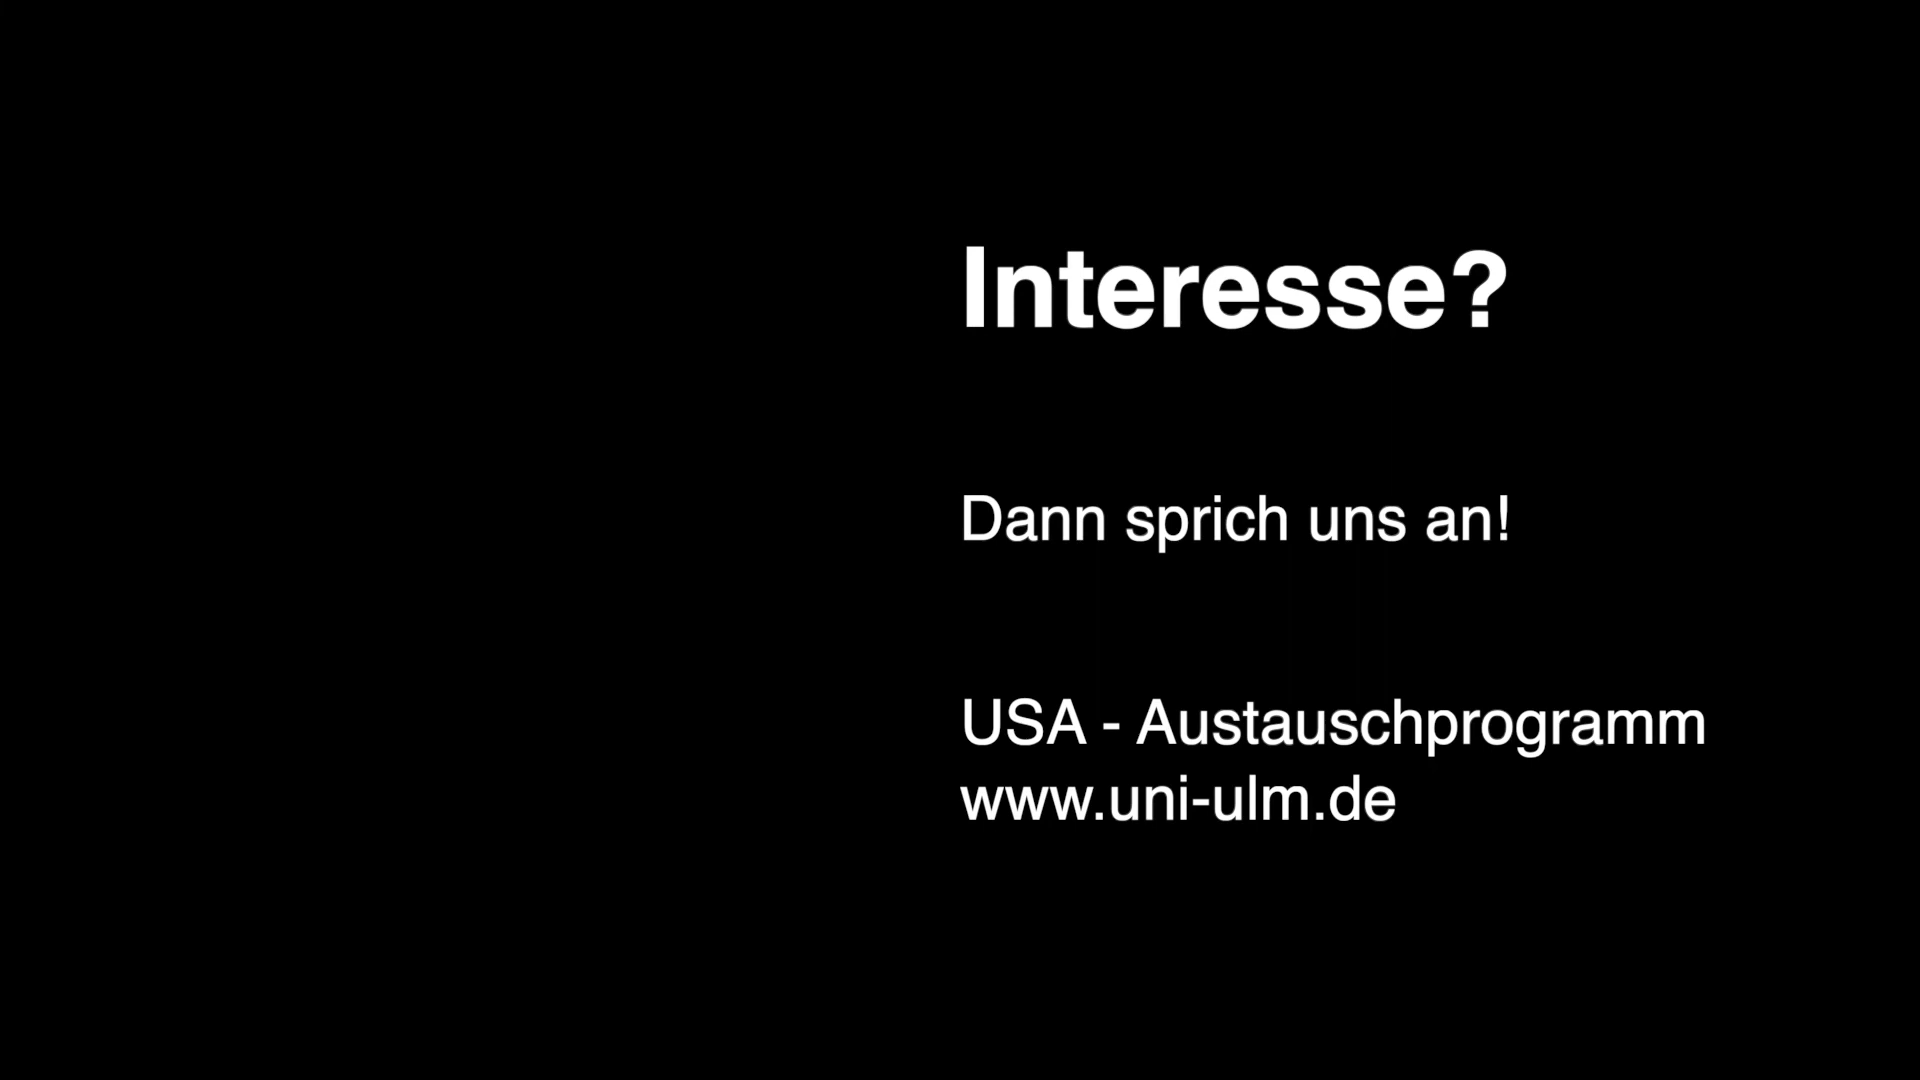 Interesse?
Dann sprich uns an!
USA - Austauschprogramm
www.uni-ulm.de